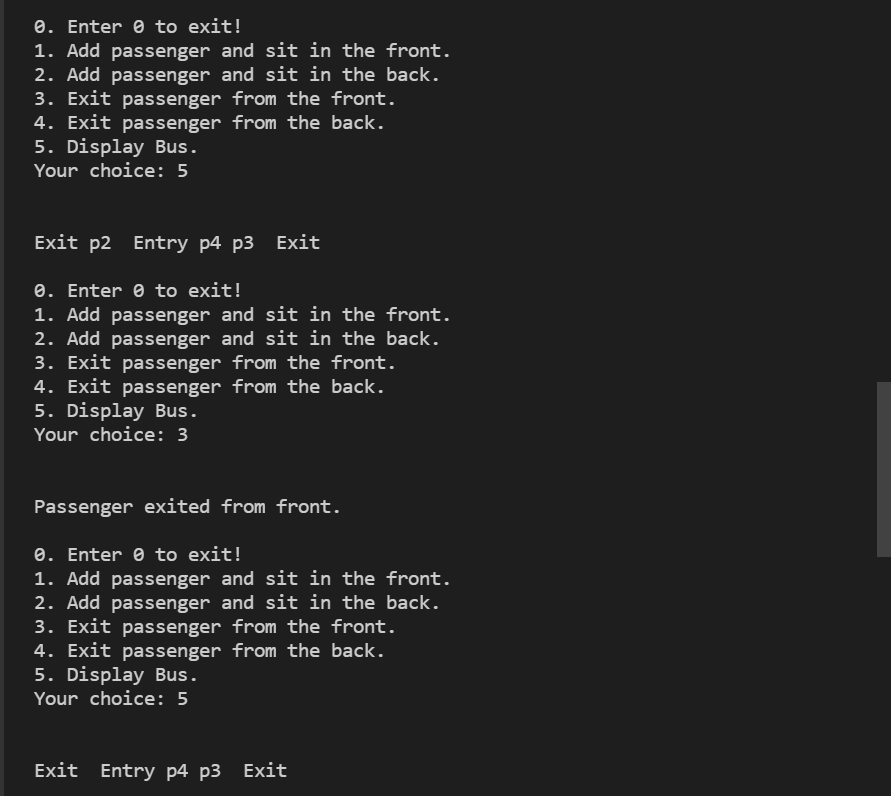 0. Enter 0 to exit!
1. Add passenger and sit in the front.
2. Add passenger and sit in the back.
3. Exit passenger from the front.
4. Exit passenger from the back.
5. Display Bus.
Your choice: 5
Exit p2  Entry p4 p3  Exit
0. Enter 0 to exit!
1. Add passenger and sit in the front.
2. Add passenger and sit in the back.
3. Exit passenger from the front.
4. Exit passenger from the back.
5. Display Bus.
Your choice: 3
Passenger exited from front.
0. Enter 0 to exit!
1. Add passenger and sit in the front.
2. Add passenger and sit in the back.
3. Exit passenger from the front.
4. Exit passenger from the back.
5. Display Bus.
Your choice: 5
Exit  Entry p4 p3  Exit